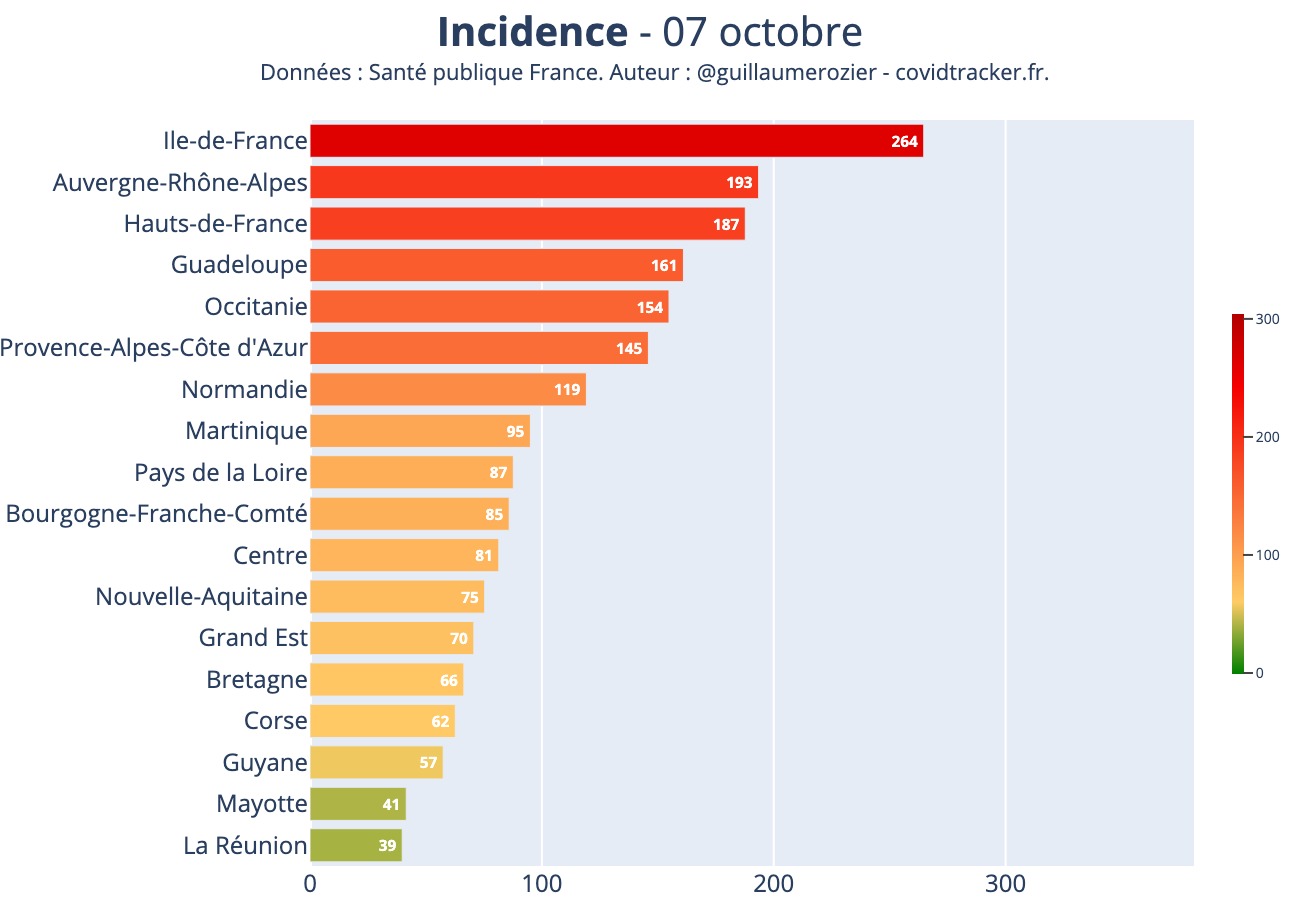 Incidence - 07 octobre
Données : Santé publique France. Auteur : @guillaumerozier - covidtracker.fr.
Ile-de-France 264
Auvergne-Rhône-Alpes 193
Hauts-de-France 187
Guadeloupe 161
Occitanie 154
Provence-Alpes-Côte d'Azur 145
Normandie 119
Martinique 95
Pays de la Loire 87
Bourgogne-Franche-Comté 85
Centre 81
Nouvelle-Aquitaine 75
Grand Est 70
Bretagne 66
Corse 62
Guyane 57
Mayotte 41
La Réunion 39
0 100 200 300
300
200
100
0